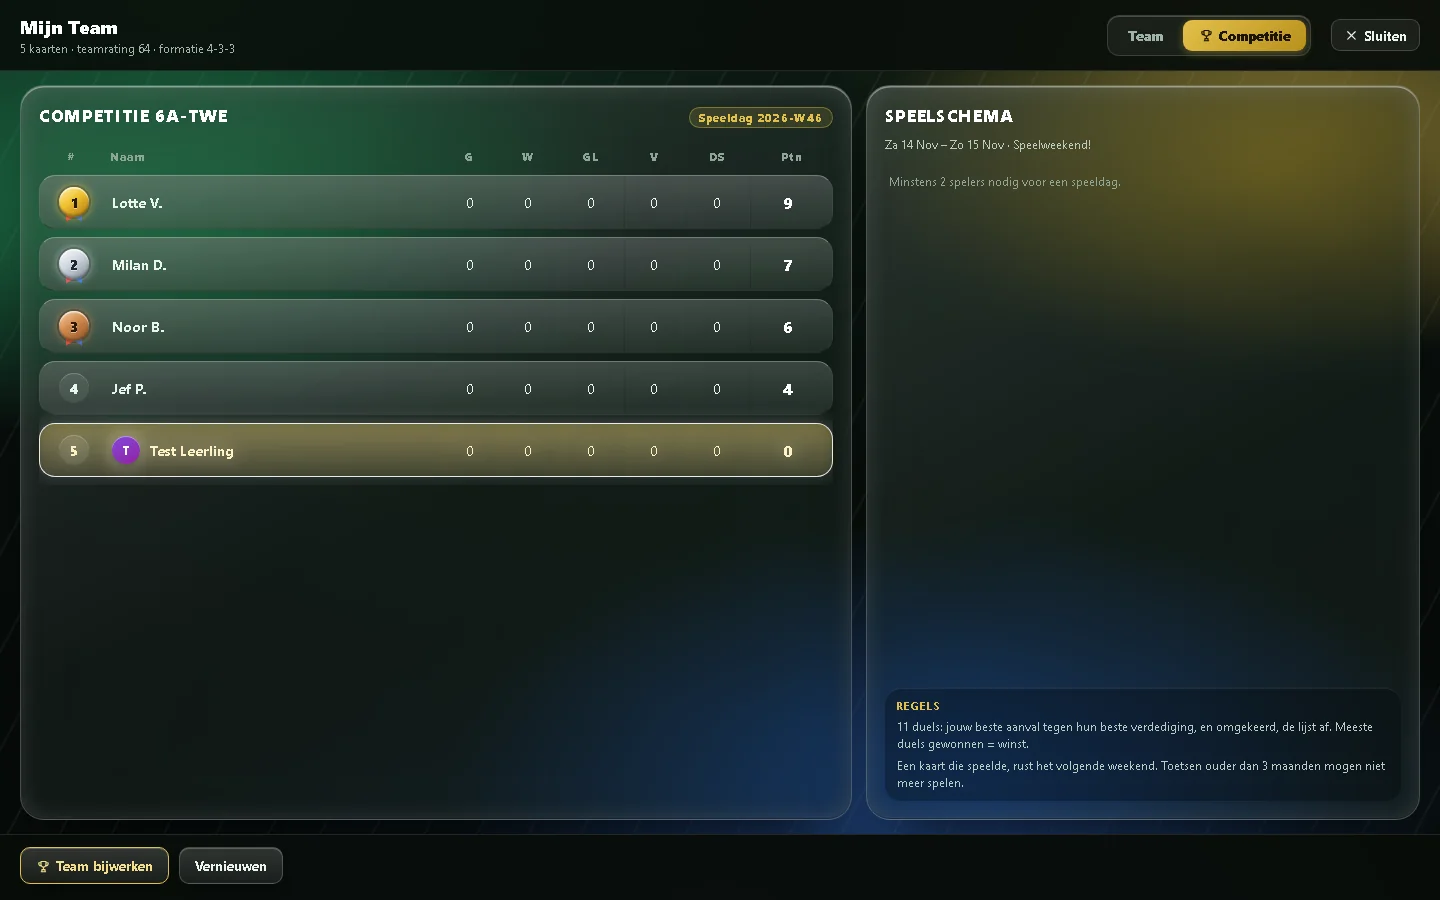 Mijn Team
5 kaarten · teamrating 64 · formatie 4-3-3
Team
Competitie
Sluiten
COMPETITIE 6A-TWE
Speeldag 2026-W46
# Naam G W GL V DS Ptn
1 Lotte V. 0 0 0 0 0 9
2 Milan D. 0 0 0 0 0 7
3 Noor B. 0 0 0 0 0 6
4 Jef P. 0 0 0 0 0 4
5 T Test Leerling 0 0 0 0 0 0
SPEELSCHEMA
Za 14 Nov – Zo 15 Nov · Speelweekend!
Minstens 2 spelers nodig voor een speeldag.
REGELS
11 duels: jouw beste aanval tegen hun beste verdediging, en omgekeerd, de lijst af. Meeste
duels gewonnen = winst.
Een kaart die speelde, rust het volgende weekend. Toetsen ouder dan 3 maanden mogen niet
meer spelen.
Team bijwerken
Vernieuwen